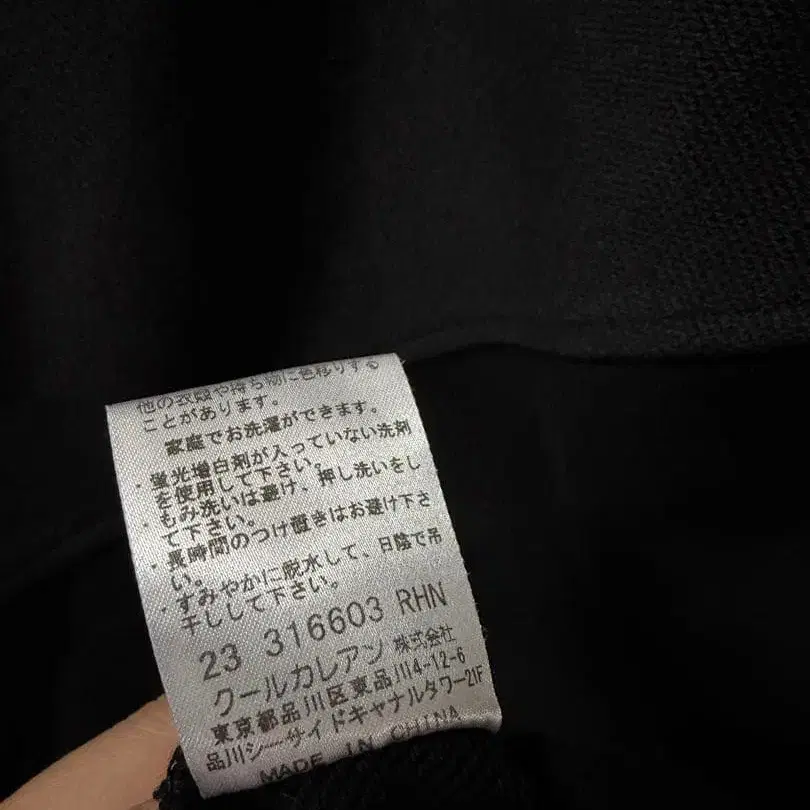 他の衣類や持ち物に色移りする
ことがあります。
家庭でお洗濯ができます。
・蛍光増白剤が入っていない洗剤
を使用して下さい。
・もみ洗いは避け、押し洗いをし
て下さい。
・長時間のつけ置きはお避け下さ
い。
・すみやかに脱水して、日陰で吊
干しして下さい。
23 316603 RHN
クールカレアン 株式会社
東京都品川区東品川4-12-6
品川シーサイドキャナルタワー21F
MADE IN CHINA